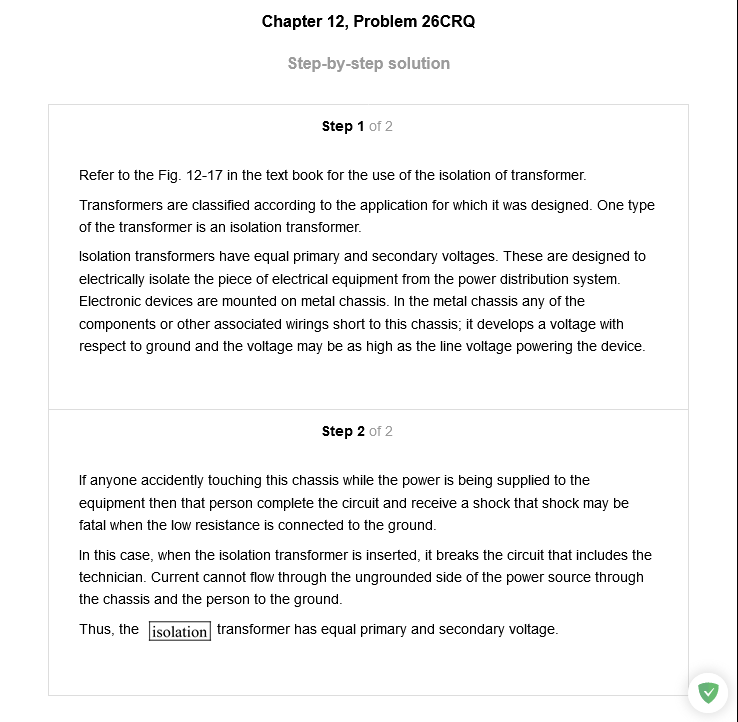 Chapter 12, Problem 26CRQ
Step-by-step solution
Step 1 of 2
Refer to the Fig. 12-17 in the text book for the use of the isolation of transformer.
Transformers are classified according to the application for which it was designed. One type
of the transformer is an isolation transformer.
Isolation transformers have equal primary and secondary voltages. These are designed to
electrically isolate the piece of electrical equipment from the power distribution system.
Electronic devices are mounted on metal chassis. In the metal chassis any of the
components or other associated wirings short to this chassis; it develops a voltage with
respect to ground and the voltage may be as high as the line voltage powering the device.
Step 2 of 2
If anyone accidently touching this chassis while the power is being supplied to the
equipment then that person complete the circuit and receive a shock that shock may be
fatal when the low resistance is connected to the ground.
In this case, when the isolation transformer is inserted, it breaks the circuit that includes the
technician. Current cannot flow through the ungrounded side of the power source through
the chassis and the person to the ground.
Thus, the isolation transformer has equal primary and secondary voltage.